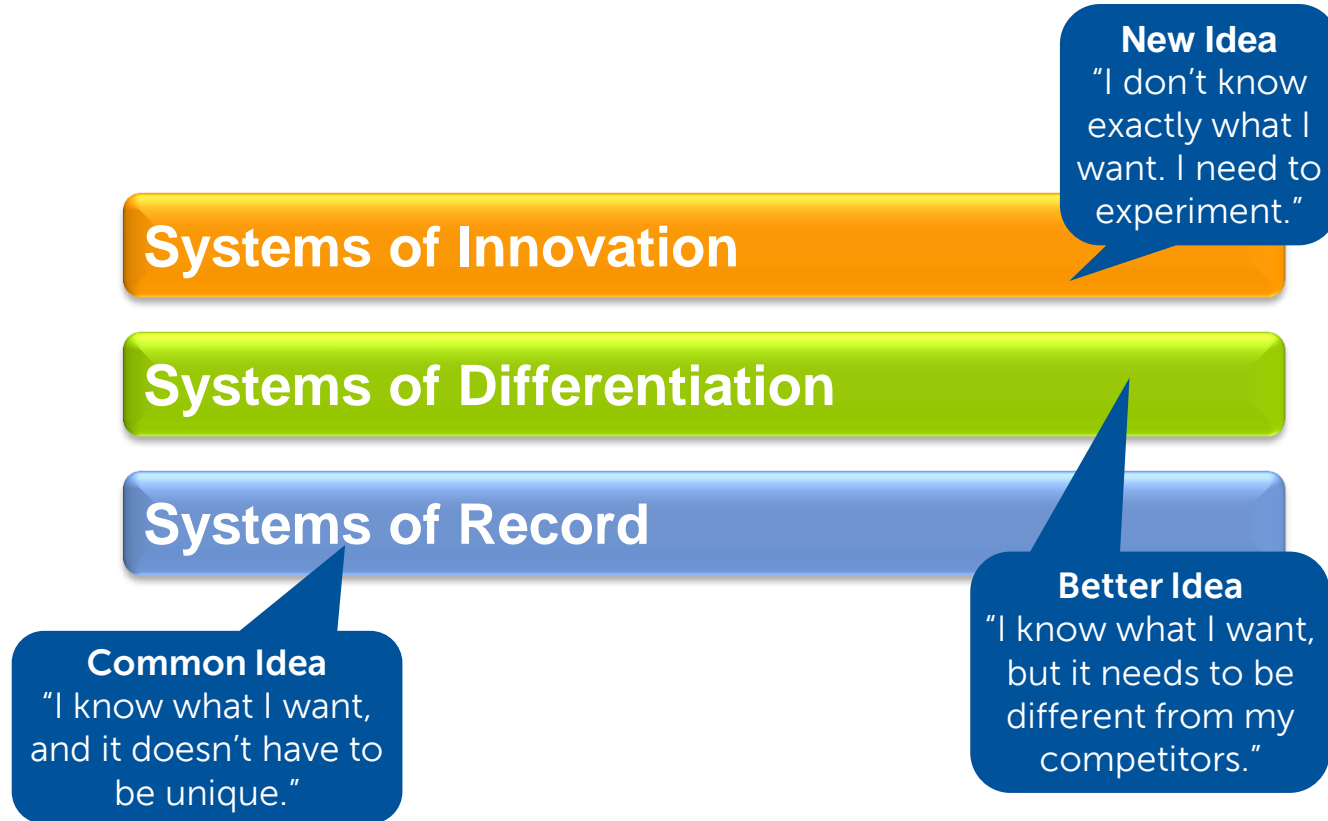 New Idea
“I don’t know
exactly what I
want. I need to
experiment.”
Systems of Innovation
Systems of Differentiation
Systems of Record
Better Idea
“I know what I want,
but it needs to be
different from my
competitors.”
Common Idea
“I know what I want,
and it doesn’t have to
be unique.”